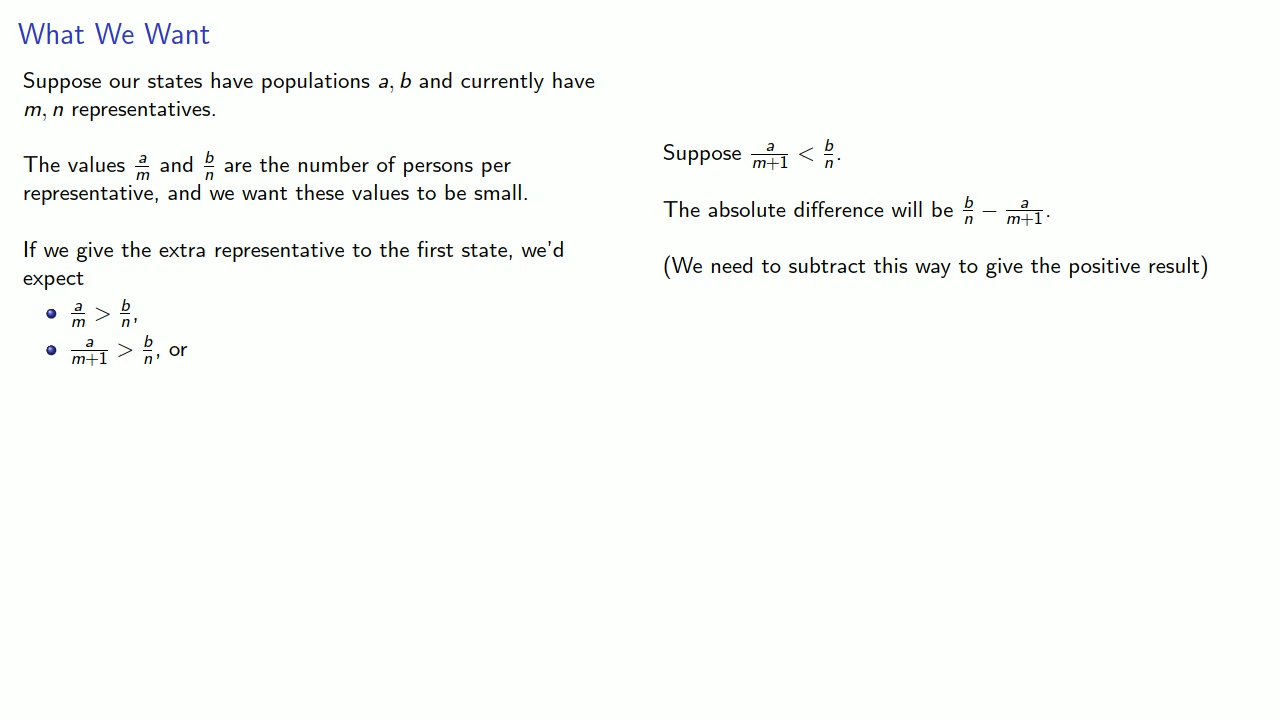 What We Want
Suppose our states have populations a, b and currently have
m, n representatives.
The values a/m and b/n are the number of persons per
representative, and we want these values to be small.
If we give the extra representative to the first state, we'd
expect
a/m > b/n,
a/(m+1) > b/n, or
Suppose a/(m+1) < b/n.
The absolute difference will be b/n − a/(m+1).
(We need to subtract this way to give the positive result)